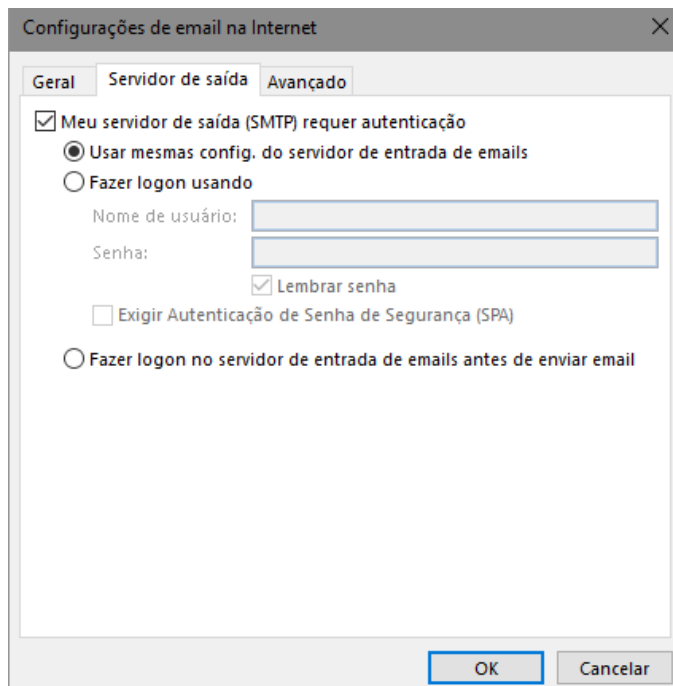 Configurações de email na Internet
Geral Servidor de saída Avançado
Meu servidor de saída (SMTP) requer autenticação
Usar mesmas config. do servidor de entrada de emails
Fazer logon usando
Nome de usuário:
Senha:
Lembrar senha
Exigir Autenticação de Senha de Segurança (SPA)
Fazer logon no servidor de entrada de emails antes de enviar email
OK Cancelar